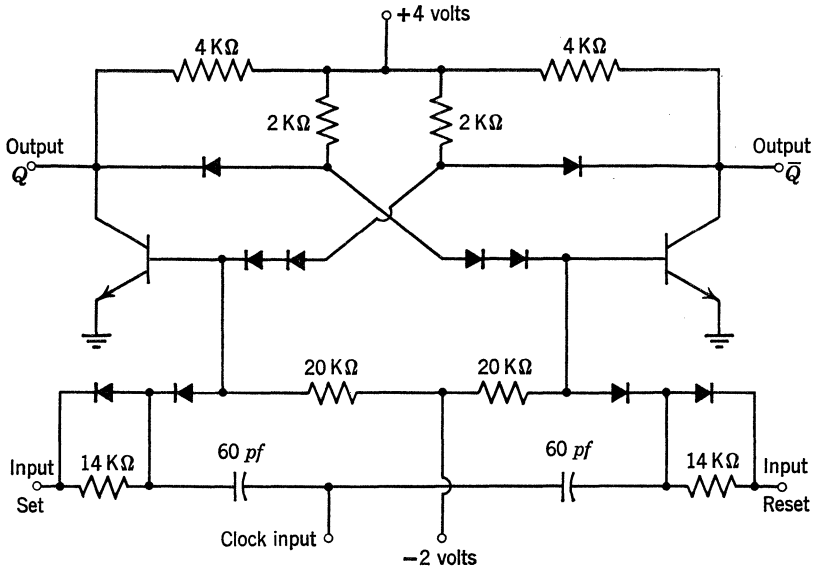 +4 volts
4 KΩ
4 KΩ
2 KΩ
2 KΩ
Output
Q
Output
Q̅
20 KΩ
20 KΩ
60 pf
60 pf
14 KΩ
14 KΩ
Input
Set
Input
Reset
Clock input
−2 volts